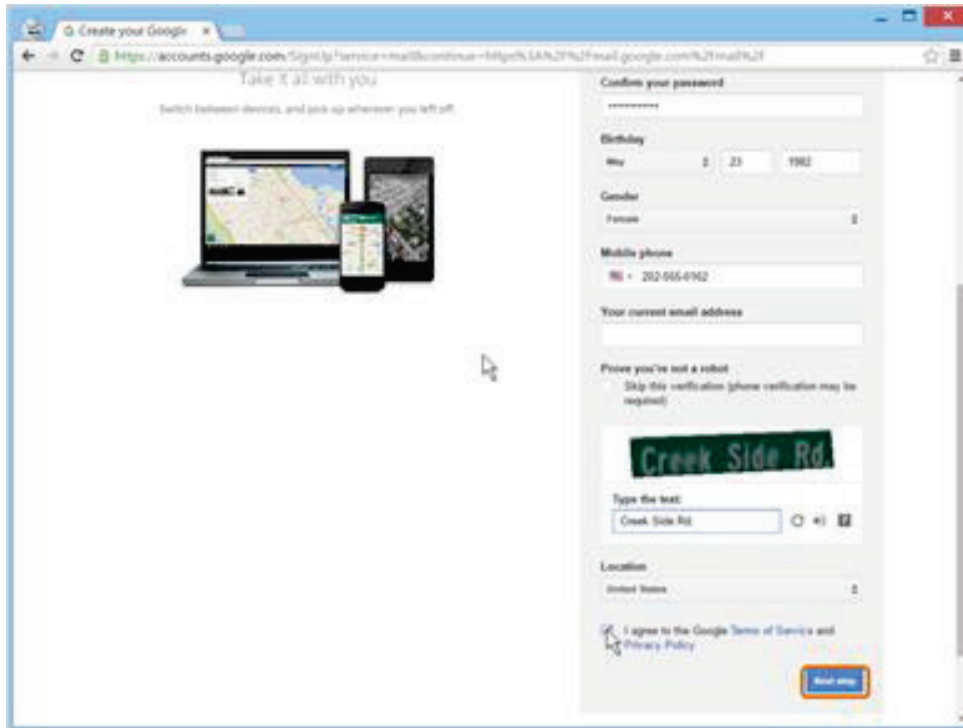 Create your Google
https://accounts.google.com/SignUp?service=mail&continue=https%3A%2F%2Fmail.google.com%2Fmail%2F
Take it all with you
Switch between devices, and pick up wherever you left off.
Confirm your password
Birthday
May 23 1982
Gender
Female
Mobile phone
202-555-0162
Your current email address
Prove you're not a robot
Skip this verification (phone verification may be
required)
Creek Side Rd.
Type the text:
Creek Side Rd.
Location
United States
I agree to the Google Terms of Service and
Privacy Policy
Next step